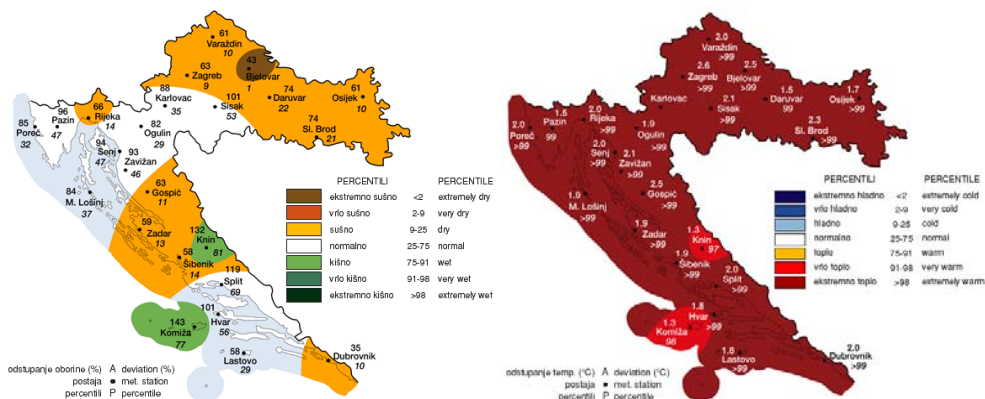 61
Varaždin
10
63
Zagreb
9
43
Bjelovar
1
74
Daruvar
22
61
Osijek
10
88
Karlovac
35
101
Sisak
53
74
Sl. Brod
21
66
Rijeka
14
96
Pazin
47
85
Poreč
32
82
Ogulin
29
94
Senj
47
93
Zavižan
46
84
M. Lošinj
37
63
Gospić
11
59
Zadar
13
132
Knin
81
58
Šibenik
14
119
Split
69
101
Hvar
56
143
Komiža
77
58
Lastovo
29
35
Dubrovnik
10
PERCENTILI PERCENTILE
ekstremno sušno <2 extremely dry
vrlo sušno 2-9 very dry
sušno 9-25 dry
normalno 25-75 normal
kišno 75-91 wet
vrlo kišno 91-98 very wet
ekstremno kišno >98 extremely wet
odstupanje oborine (%) A deviation (%)
postaja ● met. station
percentili P percentile
2.0
Varaždin
>99
2.6
Zagreb
>99
2.5
Bjelovar
>99
1.5
Daruvar
99
1.7
Osijek
>99
Karlovac
2.1
Sisak
>99
2.3
Sl. Brod
>99
2.0
Rijeka
>99
1.5
Pazin
99
2.0
Poreč
>99
1.9
Ogulin
>99
2.0
Senj
>99
2.1
Zavižan
>99
1.9
M. Lošinj
>99
2.5
Gospić
>99
1.9
Zadar
>99
1.3
Knin
97
1.9
Šibenik
>99
2.0
Split
>99
1.8
Hvar
>99
1.3
Komiža
98
Lastovo
>99
2.0
Dubrovnik
>99
PERCENTILI PERCENTILE
ekstremno hladno <2 extremely cold
vrlo hladno 2-9 very cold
hladno 9-25 cold
normalno 25-75 normal
toplo 75-91 warm
vrlo toplo 91-98 very warm
ekstremno toplo >98 extremely warm
odstupanje temp. (°C) A deviation (°C)
postaja ● met. station
percentili P percentile